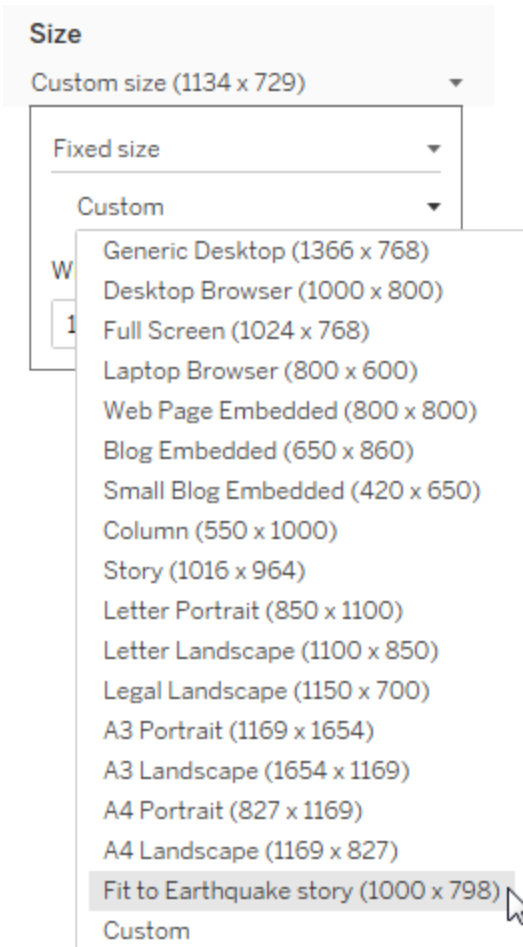 Size
Custom size (1134 x 729)
Fixed size
Custom
Generic Desktop (1366 x 768)
W
Desktop Browser (1000 x 800)
1
Full Screen (1024 x 768)
Laptop Browser (800 x 600)
Web Page Embedded (800 x 800)
Blog Embedded (650 x 860)
Small Blog Embedded (420 x 650)
Column (550 x 1000)
Story (1016 x 964)
Letter Portrait (850 x 1100)
Letter Landscape (1100 x 850)
Legal Landscape (1150 x 700)
A3 Portrait (1169 x 1654)
A3 Landscape (1654 x 1169)
A4 Portrait (827 x 1169)
A4 Landscape (1169 x 827)
Fit to Earthquake story (1000 x 798)
Custom